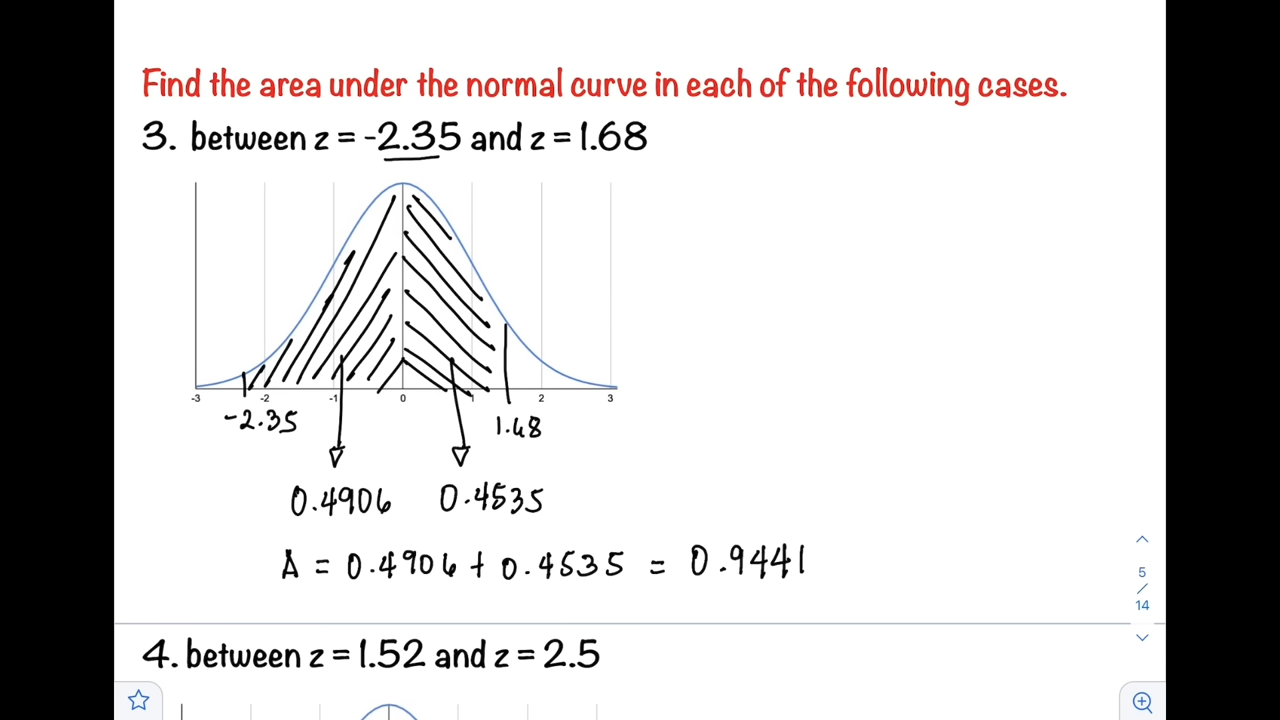 Find the area under the normal curve in each of the following cases.
3. between z = -2.35 and z = 1.68
-3 -2 -1 0 1 2 3
-2.35 1.68
0.4906 0.4535
A = 0.4906 + 0.4535 = 0.9441
5
/
14
4. between z = 1.52 and z = 2.5